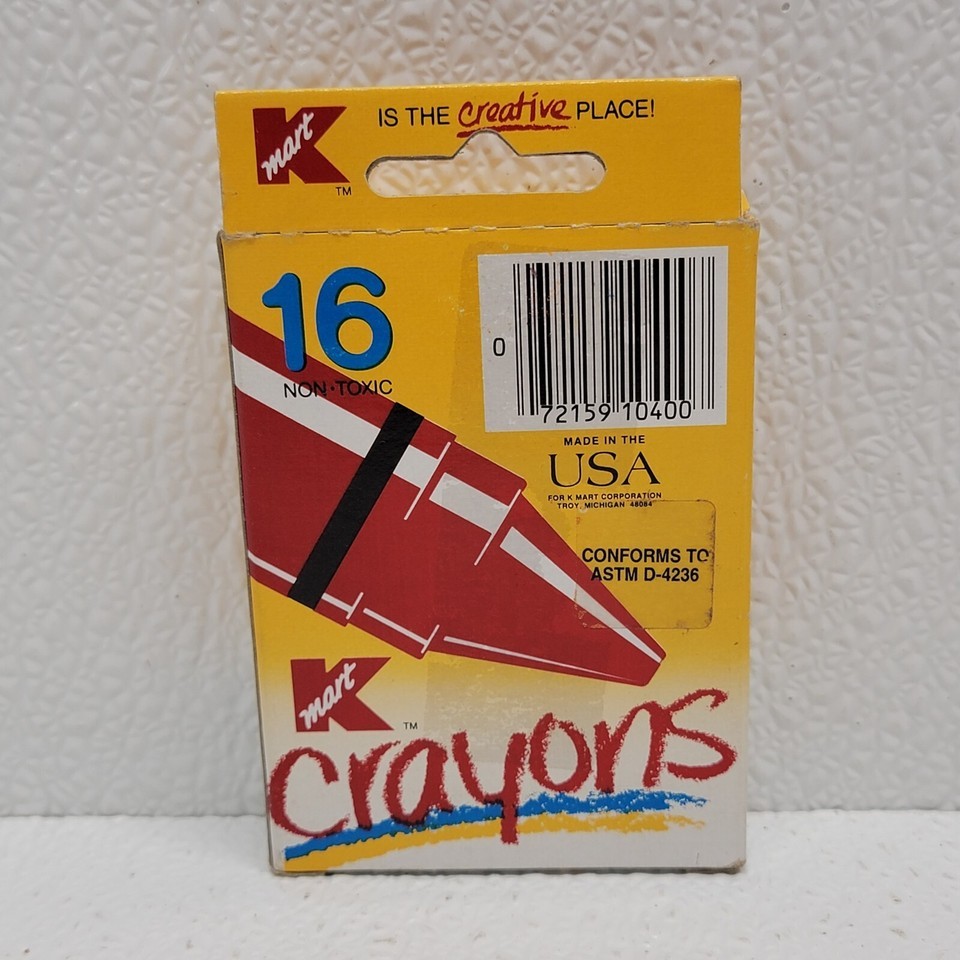 K mart TM
IS THE creative PLACE!
16
NON·TOXIC
0 72159 10400
MADE IN THE
USA
FOR K MART CORPORATION
TROY, MICHIGAN 48084
CONFORMS TO
ASTM D-4236
K mart TM
crayons